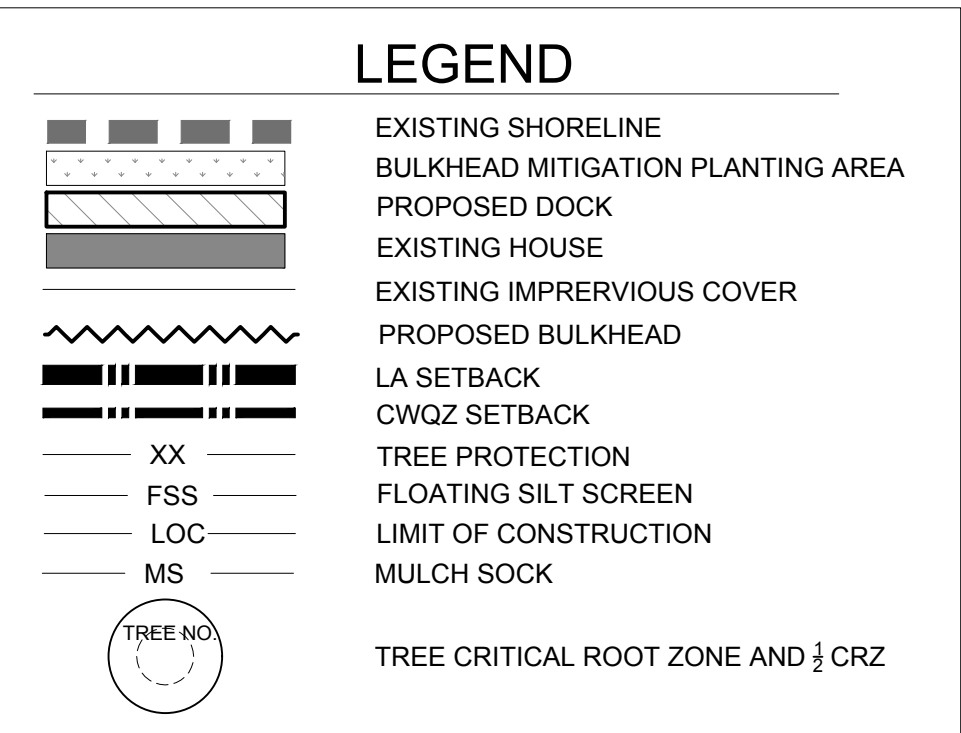 LEGEND
EXISTING SHORELINE
BULKHEAD MITIGATION PLANTING AREA
PROPOSED DOCK
EXISTING HOUSE
EXISTING IMPRERVIOUS COVER
PROPOSED BULKHEAD
LA SETBACK
CWQZ SETBACK
XX TREE PROTECTION
FSS FLOATING SILT SCREEN
LOC LIMIT OF CONSTRUCTION
MS MULCH SOCK
TREE NO.
TREE CRITICAL ROOT ZONE AND ½ CRZ